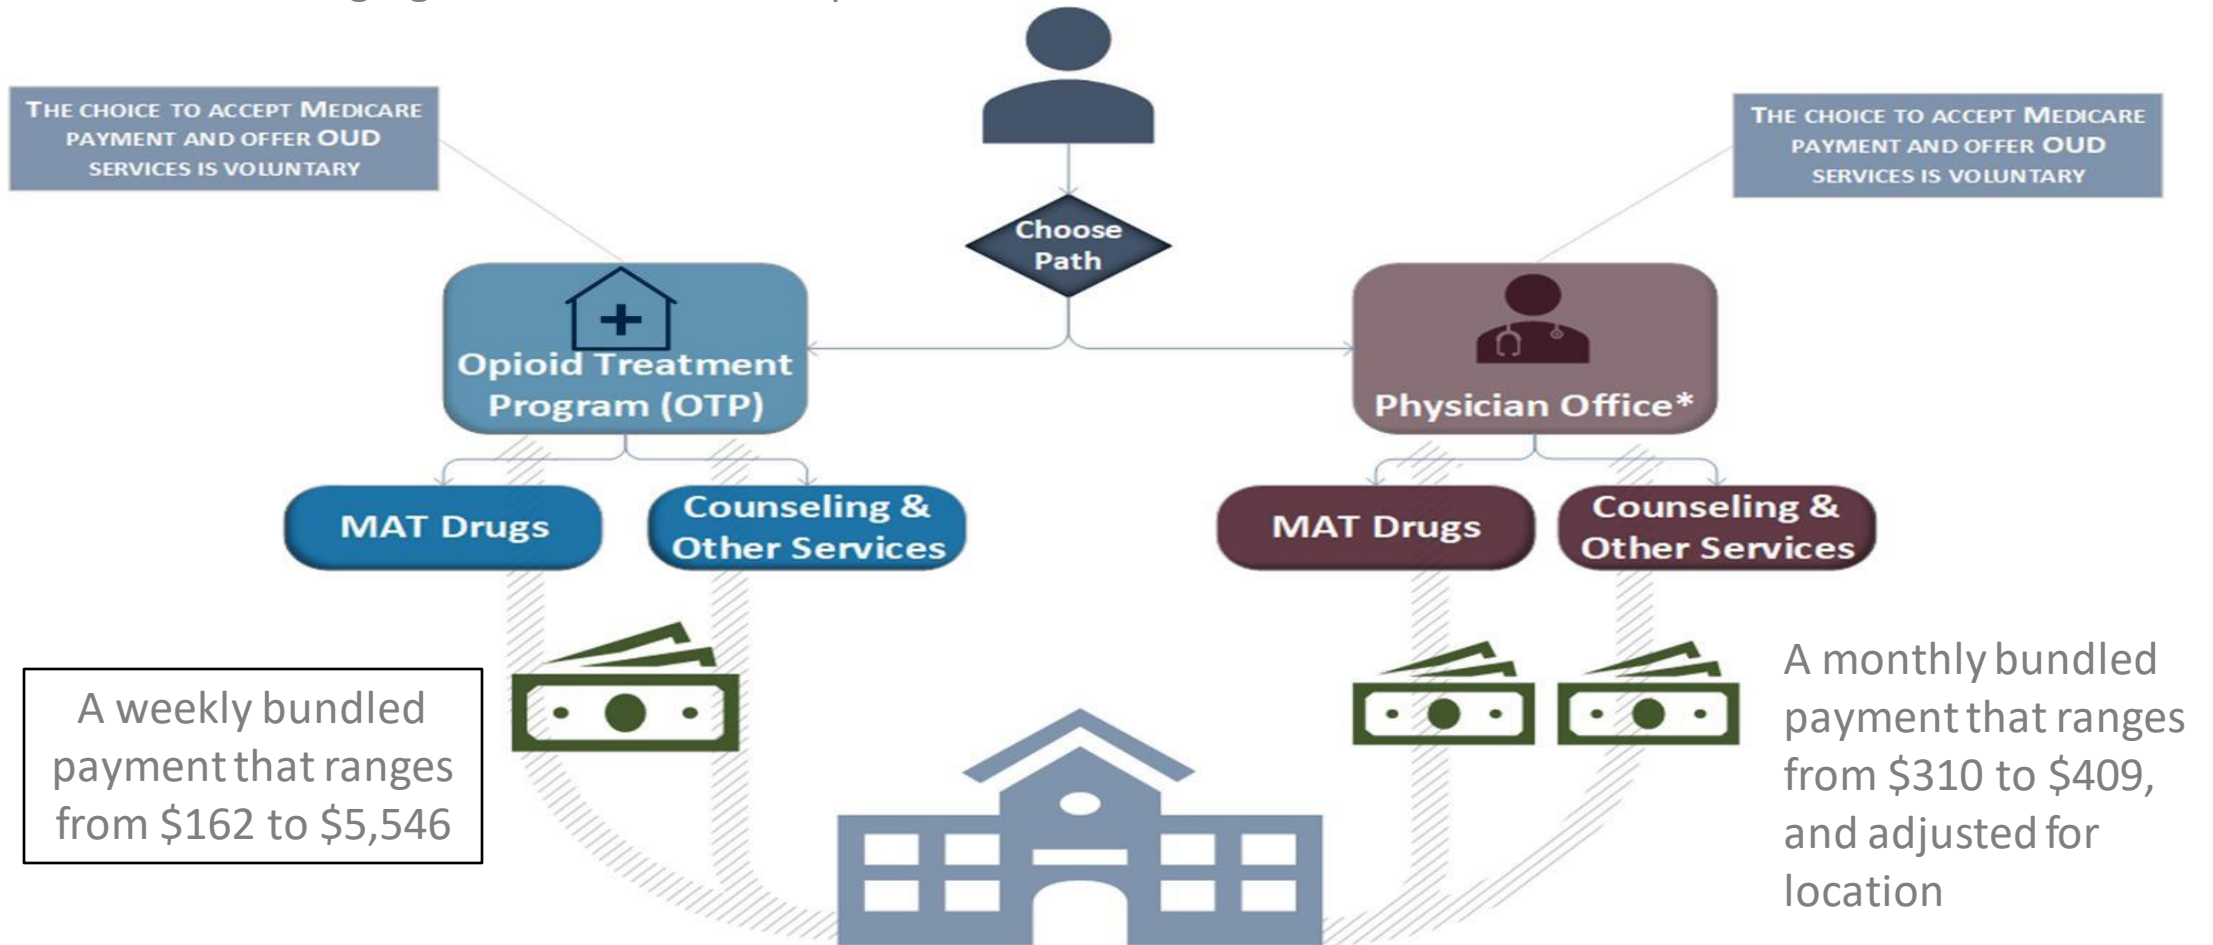 THE CHOICE TO ACCEPT MEDICARE
PAYMENT AND OFFER OUD
SERVICES IS VOLUNTARY
THE CHOICE TO ACCEPT MEDICARE
PAYMENT AND OFFER OUD
SERVICES IS VOLUNTARY
Choose
Path
Opioid Treatment
Program (OTP)
Physician Office*
MAT Drugs
Counseling &
Other Services
MAT Drugs
Counseling &
Other Services
A weekly bundled
payment that ranges
from $162 to $5,546
A monthly bundled
payment that ranges
from $310 to $409,
and adjusted for
location